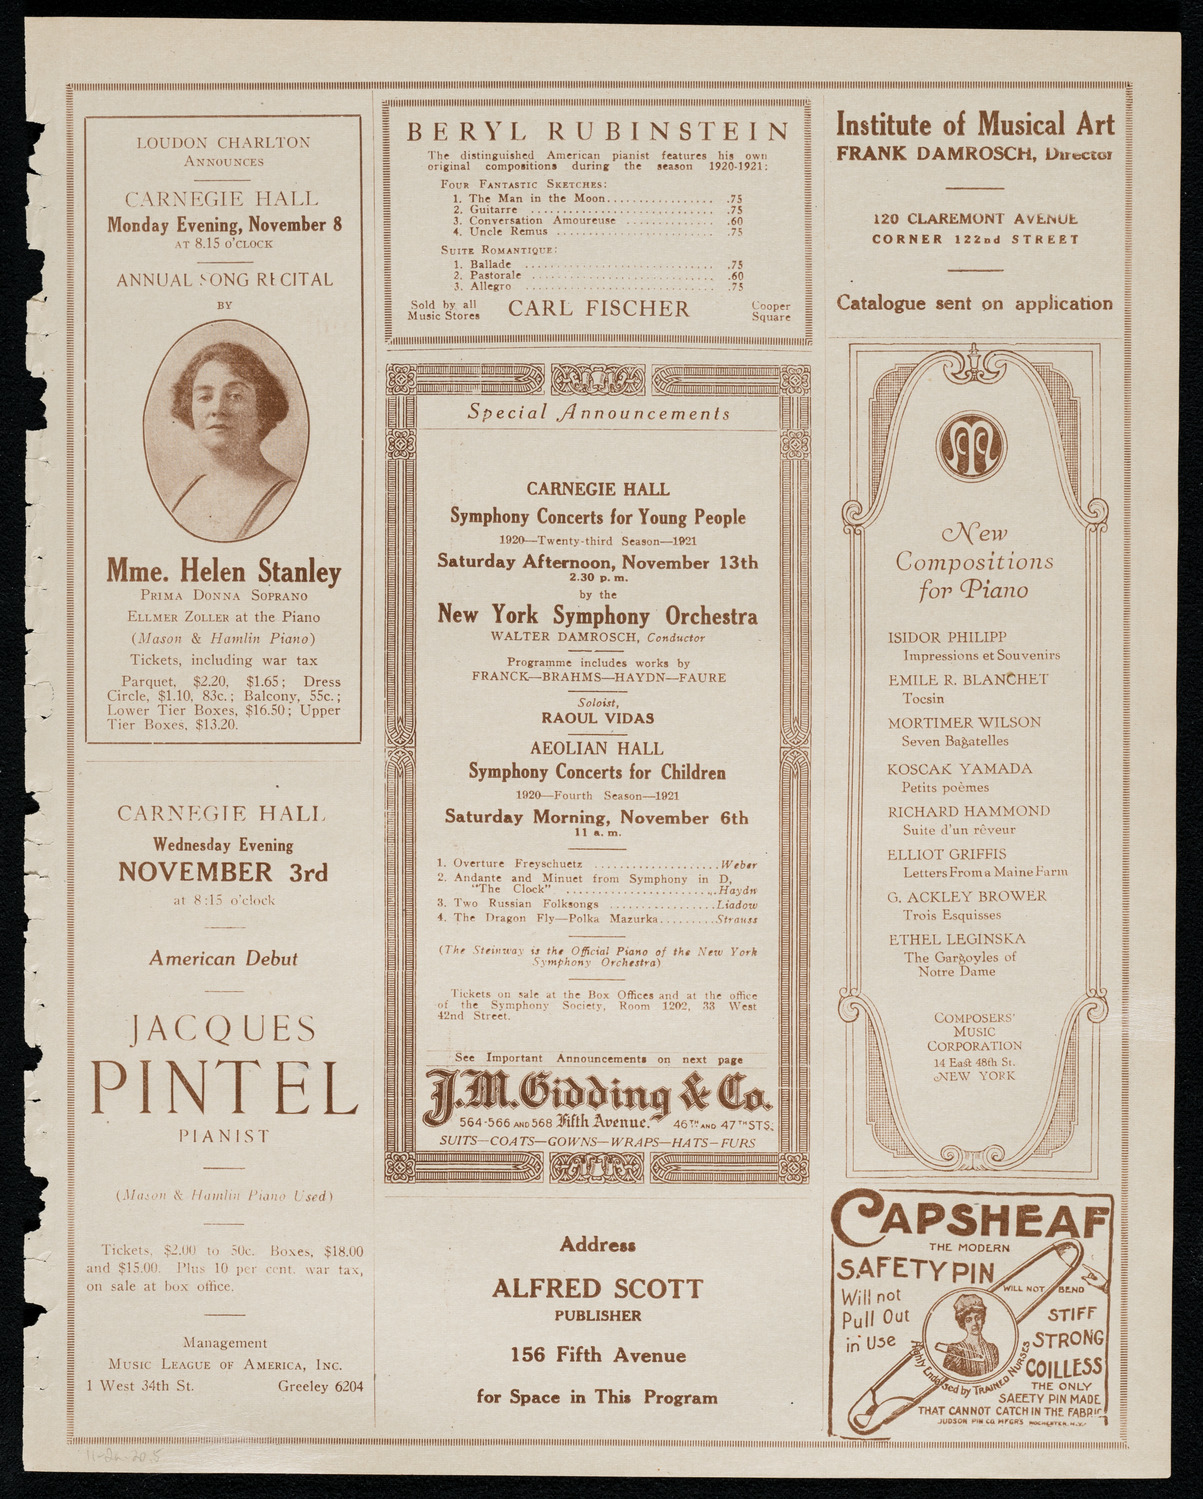 LOUDON CHARLTON
ANNOUNCES
CARNEGIE HALL
Monday Evening, November 8
AT 8.15 O'CLOCK
ANNUAL SONG RECITAL
BY
Mme. Helen Stanley
PRIMA DONNA SOPRANO
ELLMER ZOLLER at the Piano
(Mason & Hamlin Piano)
Tickets, including war tax
Parquet, $2.20, $1.65; Dress
Circle, $1.10, 83c.; Balcony, 55c.;
Lower Tier Boxes, $16.50; Upper
Tier Boxes, $13.20.
CARNEGIE HALL
Wednesday Evening
NOVEMBER 3rd
at 8:15 o'clock
American Debut
JACQUES
PINTEL
PIANIST
(Mason & Hamlin Piano Used)
Tickets, $2.00 to 50c. Boxes, $18.00
and $15.00. Plus 10 per cent. war tax,
on sale at box office.
Management
MUSIC LEAGUE OF AMERICA, INC.
1 West 34th St. Greeley 6204
BERYL RUBINSTEIN
The distinguished American pianist features his own
original compositions during the season 1920-1921:
FOUR FANTASTIC SKETCHES:
1. The Man in the Moon................ .75
2. Guitarre ........................... .75
3. Conversation Amoureuse .............. .60
4. Uncle Remus ....................... .75
SUITE ROMANTIQUE:
1. Ballade ............................ .75
2. Pastorale ........................... .60
3. Allegro ............................ .75
Sold by all
Music Stores
CARL FISCHER
Cooper
Square
Special Announcements
CARNEGIE HALL
Symphony Concerts for Young People
1920—Twenty-third Season—1921
Saturday Afternoon, November 13th
2.30 p. m.
by the
New York Symphony Orchestra
WALTER DAMROSCH, Conductor
Programme includes works by
FRANCK—BRAHMS—HAYDN—FAURE
Soloist,
RAOUL VIDAS
AEOLIAN HALL
Symphony Concerts for Children
1920—Fourth Season—1921
Saturday Morning, November 6th
11 a. m.
1. Overture Freyschuetz ...................Weber
2. Andante and Minuet from Symphony in D,
"The Clock" ......................Haydn
3. Two Russian Folksongs ................Liadow
4. The Dragon Fly—Polka Mazurka.........Strauss
(The Steinway is the Official Piano of the New York
Symphony Orchestra)
Tickets on sale at the Box Offices and at the office
of the Symphony Society, Room 1202, 33 West
42nd Street.
See Important Announcements on next page
J.M. Gidding & Co.
564-566 AND 568 Fifth Avenue. 46TH AND 47TH STS.
SUITS—COATS—GOWNS—WRAPS—HATS—FURS
Address
ALFRED SCOTT
PUBLISHER
156 Fifth Avenue
for Space in This Program
Institute of Musical Art
FRANK DAMROSCH, Director
120 CLAREMONT AVENUE
CORNER 122nd STREET
Catalogue sent on application
New
Compositions
for Piano
ISIDOR PHILIPP
Impressions et Souvenirs
EMILE R. BLANCHET
Tocsin
MORTIMER WILSON
Seven Bagatelles
KOSCAK YAMADA
Petits poèmes
RICHARD HAMMOND
Suite d'un rêveur
ELLIOT GRIFFIS
Letters From a Maine Farm
G. ACKLEY BROWER
Trois Esquisses
ETHEL LEGINSKA
The Gargoyles of
Notre Dame
COMPOSERS'
MUSIC
CORPORATION
14 East 48th St.
NEW YORK
CAPSHEAF
THE MODERN
SAFETY PIN
WILL NOT BEND
Will not
Pull Out
in Use
STIFF
STRONG
COILLESS
Highly Endorsed by TRAINED NURSES
THE ONLY
SAFETY PIN MADE
THAT CANNOT CATCH IN THE FABRIC
JUDSON PIN CO. MFGRS ROCHESTER, N.Y.